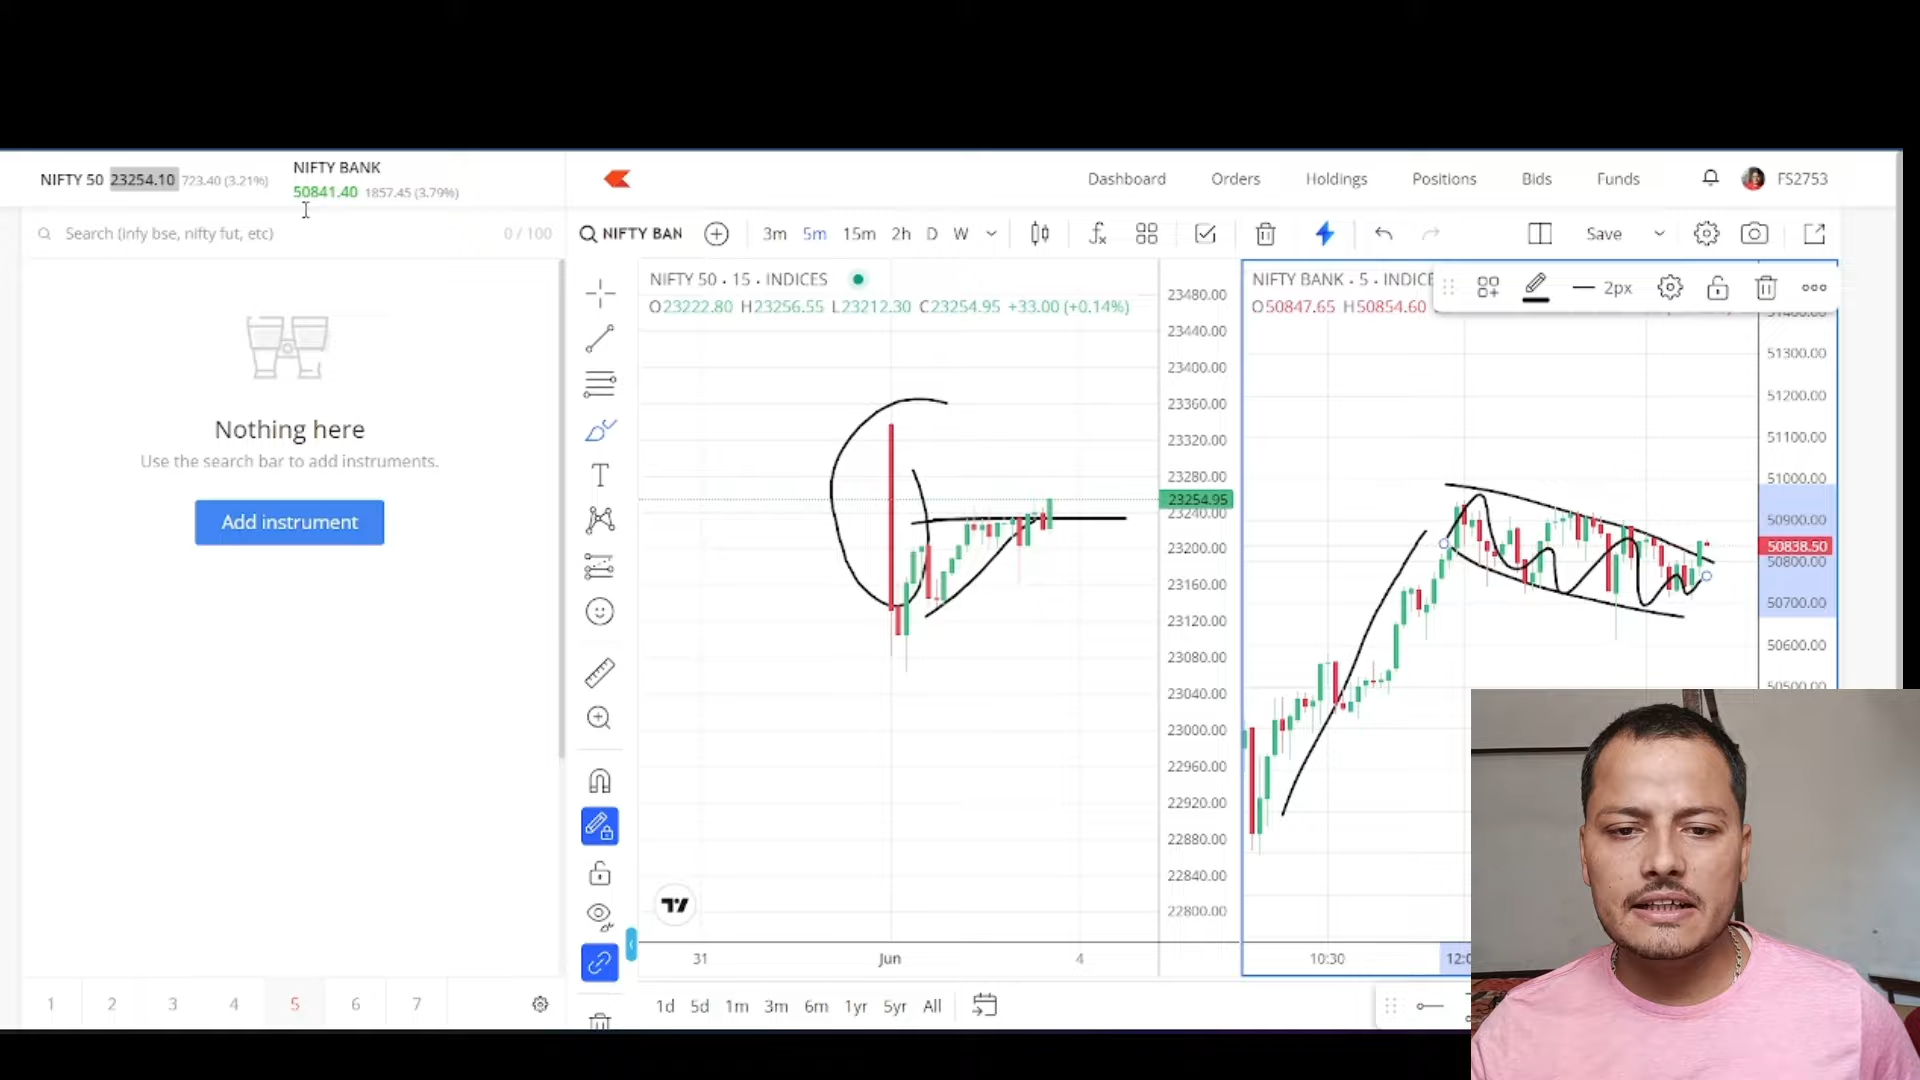 NIFTY 50 23254.10 723.40 (3.21%)
NIFTY BANK
50841.40 1857.45 (3.79%)
Dashboard Orders Holdings Positions Bids Funds FS2753
Search (infy bse, nifty fut, etc) 0 / 100
NIFTY BAN 3m 5m 15m 2h D W Save
Nothing here
Use the search bar to add instruments.
Add instrument
1 2 3 4 5 6 7
NIFTY 50 · 15 · INDICES
O23222.80 H23256.55 L23212.30 C23254.95 +33.00 (+0.14%)
23480.00
23440.00
23400.00
23360.00
23320.00
23280.00
23254.95
23240.00
23200.00
23160.00
23120.00
23080.00
23040.00
23000.00
22960.00
22920.00
22880.00
22840.00
22800.00
31 Jun 4
NIFTY BANK · 5 · INDICE
2px
O50847.65 H50854.60
51300.00
51200.00
51100.00
51000.00
50900.00
50838.50
50800.00
50700.00
50600.00
10:30
1d 5d 1m 3m 6m 1yr 5yr All